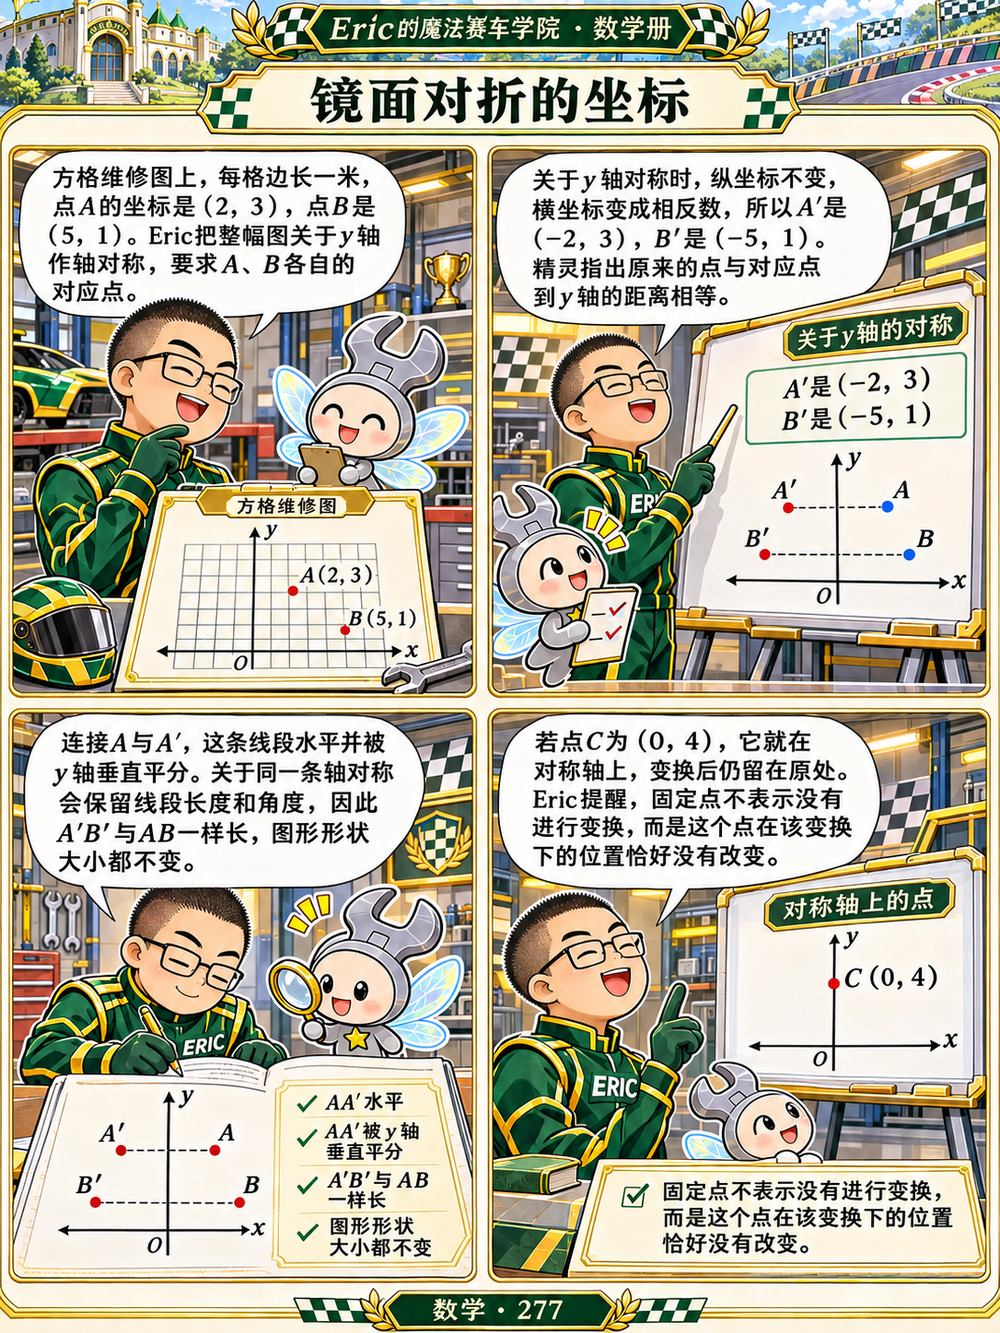 Eric的魔法赛车学院 · 数学册
镜面对折的坐标
方格维修图上，每格边长一米，
点A的坐标是（2，3），点B是
（5，1）。Eric把整幅图关于y轴
作轴对称，要求A、B各自的
对应点。
方格维修图
y
A(2,3)
B(5,1)
O
x
关于y轴对称时，纵坐标不变，
横坐标变成相反数，所以A′是
（−2，3），B′是（−5，1）。
精灵指出原来的点与对应点
到y轴的距离相等。
关于y轴的对称
A′是(−2, 3)
B′是(−5, 1)
y
A′
A
B′
B
x
O
ERIC
连接A与A′，这条线段水平并被
y轴垂直平分。关于同一条轴对称
会保留线段长度和角度，因此
A′B′与AB一样长，图形形状
大小都不变。
ERIC
y
A′
A
B′
B
x
O
AA′水平
AA′被y轴
垂直平分
A′B′与AB
一样长
图形形状
大小都不变
若点C为（0，4），它就在
对称轴上，变换后仍留在原处。
Eric提醒，固定点不表示没有
进行变换，而是这个点在该变换
下的位置恰好没有改变。
对称轴上的点
y
C(0,4)
x
O
ERIC
固定点不表示没有进行变换，
而是这个点在该变换下的位置
恰好没有改变。
数学 · 277